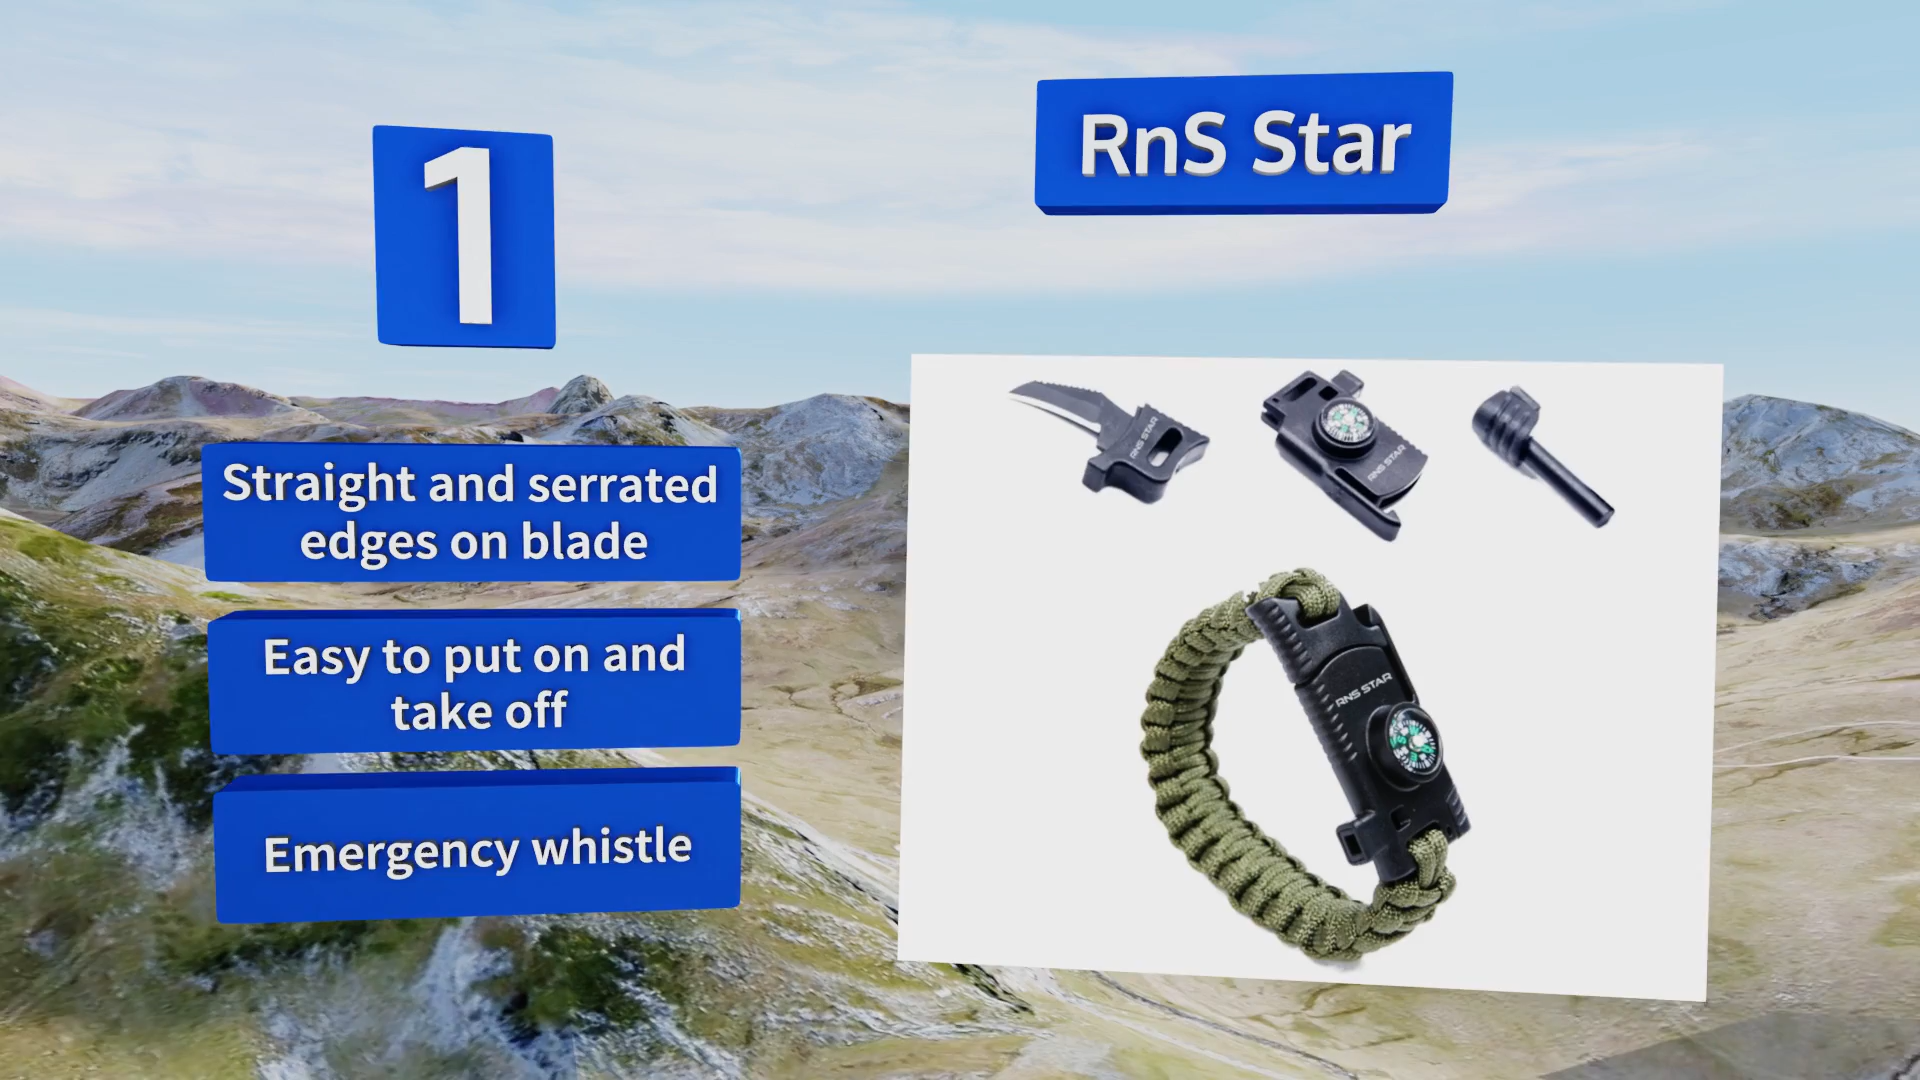 1
RnS Star
Straight and serrated
edges on blade
Easy to put on and
take off
Emergency whistle
RNS STAR
RNS STAR
RNS STAR